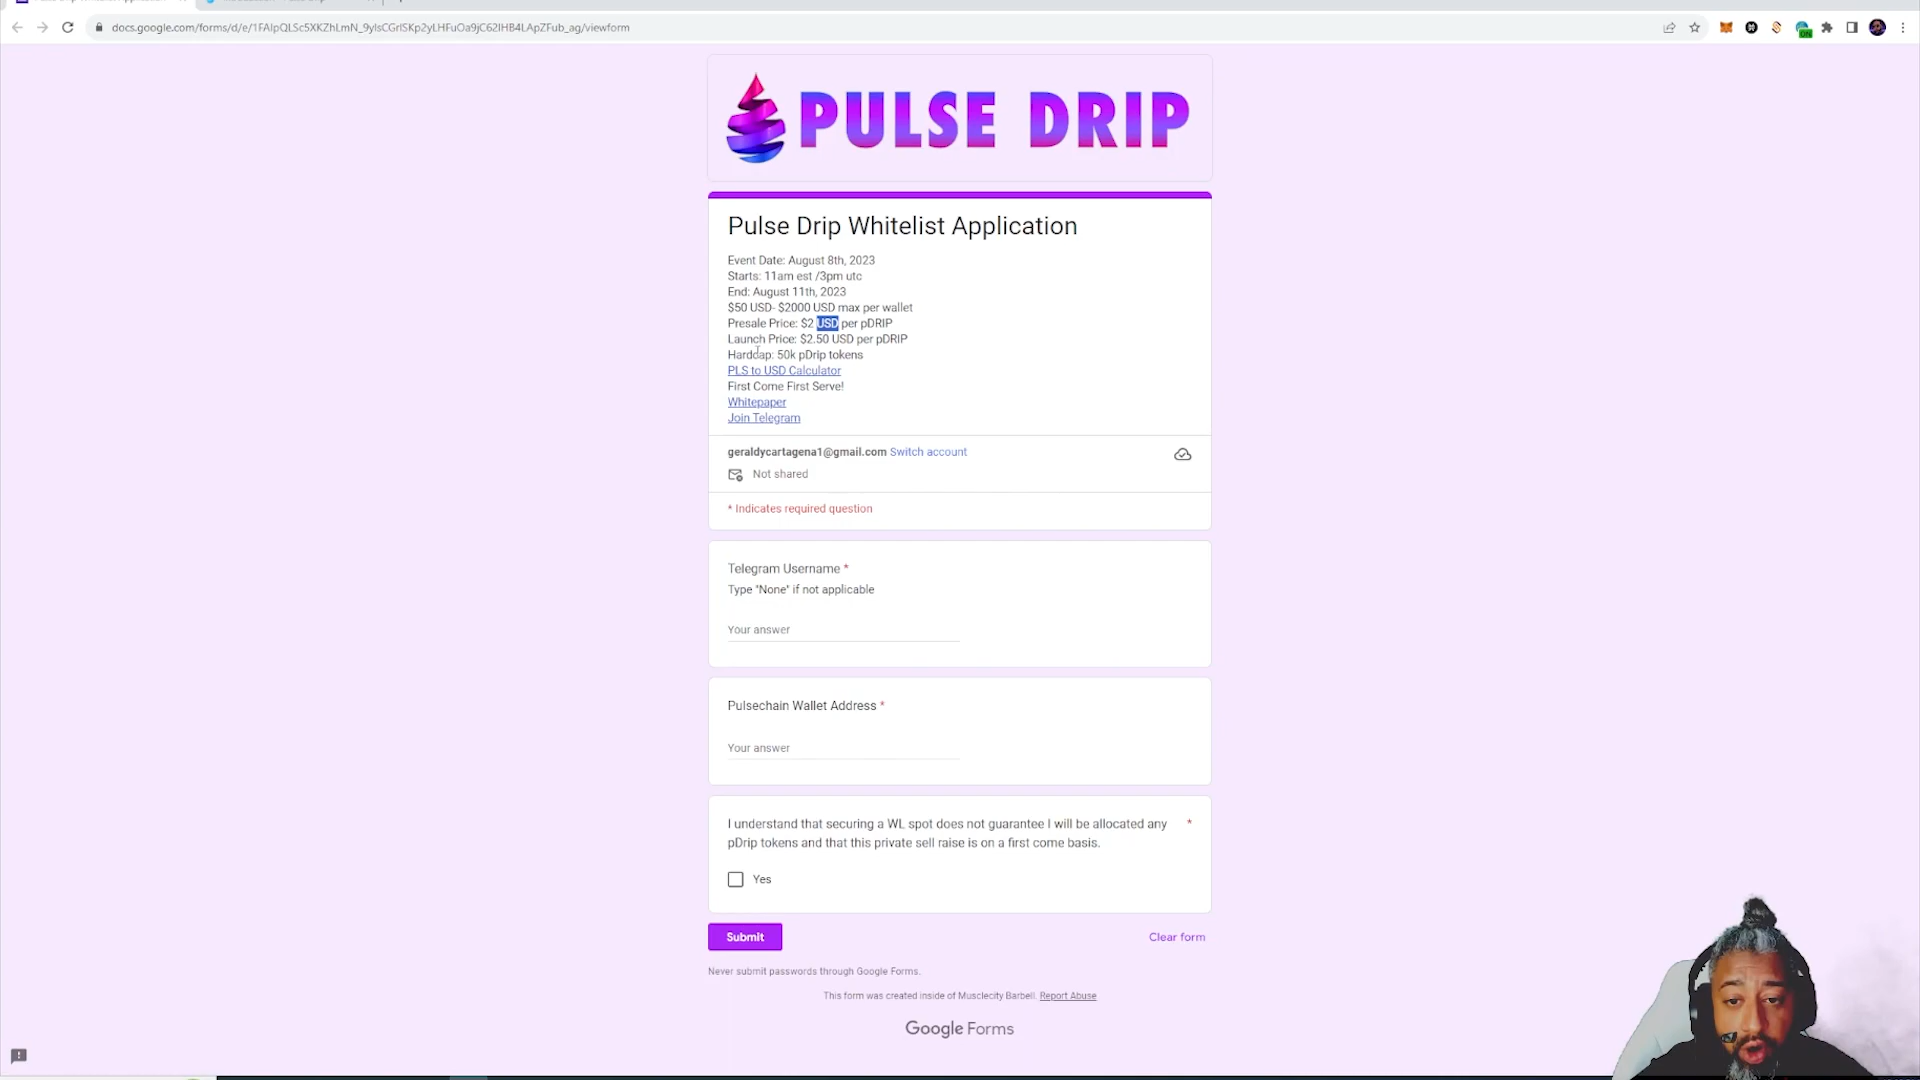 docs.google.com/forms/d/e/1FAIpQLSc5XKZhLmN_9ylsCGrlSKp2yLHFuOa9jC62IHB4LApZFub_ag/viewform
ON
PULSE DRIP
Pulse Drip Whitelist Application
Event Date: August 8th, 2023
Starts: 11am est /3pm utc
End: August 11th, 2023
$50 USD- $2000 USD max per wallet
Presale Price: $2 USD per pDRIP
Launch Price: $2.50 USD per pDRIP
Hardcap: 50k pDrip tokens
PLS to USD Calculator
First Come First Serve!
Whitepaper
Join Telegram
geraldycartagena1@gmail.com Switch account
Not shared
* Indicates required question
Telegram Username *
Type "None" if not applicable
Your answer
Pulsechain Wallet Address *
Your answer
I understand that securing a WL spot does not guarantee I will be allocated any *
pDrip tokens and that this private sell raise is on a first come basis.
Yes
Submit
Clear form
Never submit passwords through Google Forms.
This form was created inside of Musclecity Barbell. Report Abuse
Google Forms